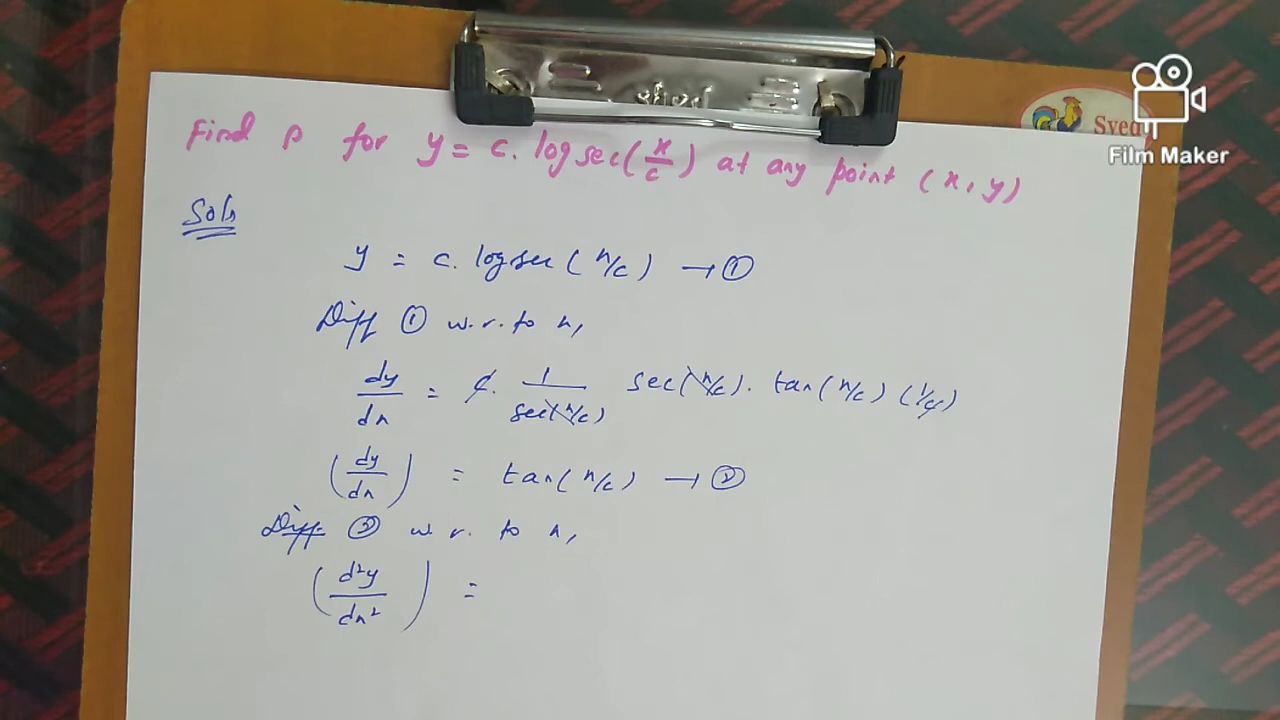 Find ρ for y = c. log sec(x/c) at any point (x, y)
Soln
y = c. log sec (x/c) → ①
Diff ① w.r. to x,
dy/dx = c. 1/sec(x/c) sec(x/c). tan(x/c) (1/c)
(dy/dx) = tan(x/c) → ②
Diff ② w.r. to x,
(d²y/dx²) =
Syed
Film Maker